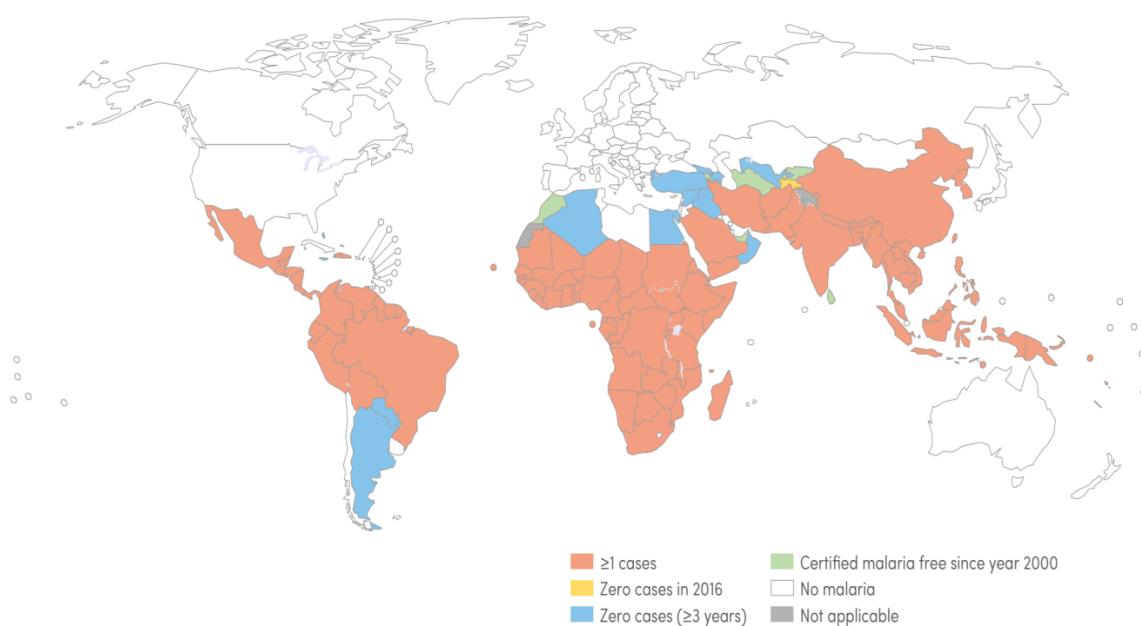 ≥1 cases
Zero cases in 2016
Zero cases (≥3 years)
Certified malaria free since year 2000
No malaria
Not applicable